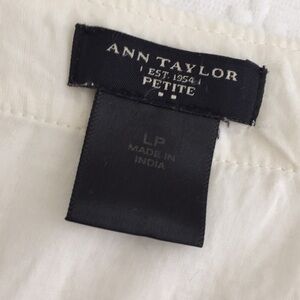 ANN TAYLOR
EST. 1954
PETITE
LP
MADE IN
INDIA